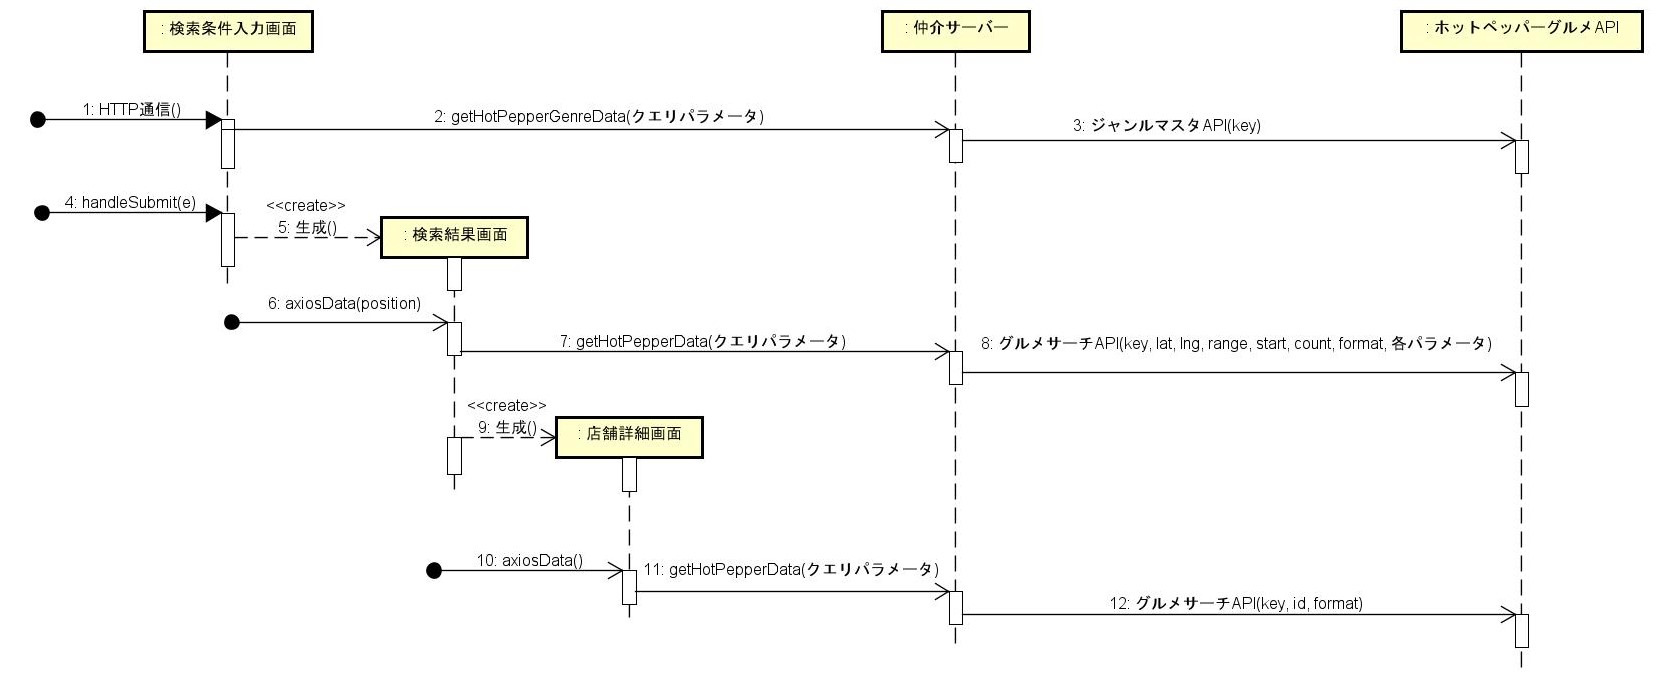 : 検索条件入力画面
: 仲介サーバー
: ホットペッパーグルメAPI
1: HTTP通信()
2: getHotPepperGenreData(クエリパラメータ)
3: ジャンルマスタAPI(key)
4: handleSubmit(e)
<<create>>
5: 生成()
: 検索結果画面
6: axiosData(position)
7: getHotPepperData(クエリパラメータ)
8: グルメサーチAPI(key, lat, lng, range, start, count, format, 各パラメータ)
<<create>>
9: 生成()
: 店舗詳細画面
10: axiosData()
11: getHotPepperData(クエリパラメータ)
12: グルメサーチAPI(key, id, format)